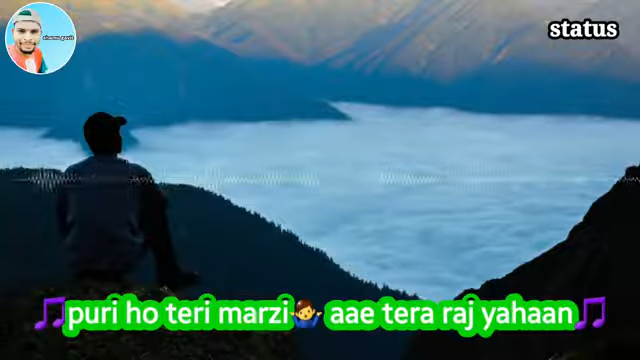 status
🎵puri ho teri marzi🤷‍♂️ aae tera raj yahaan🎵